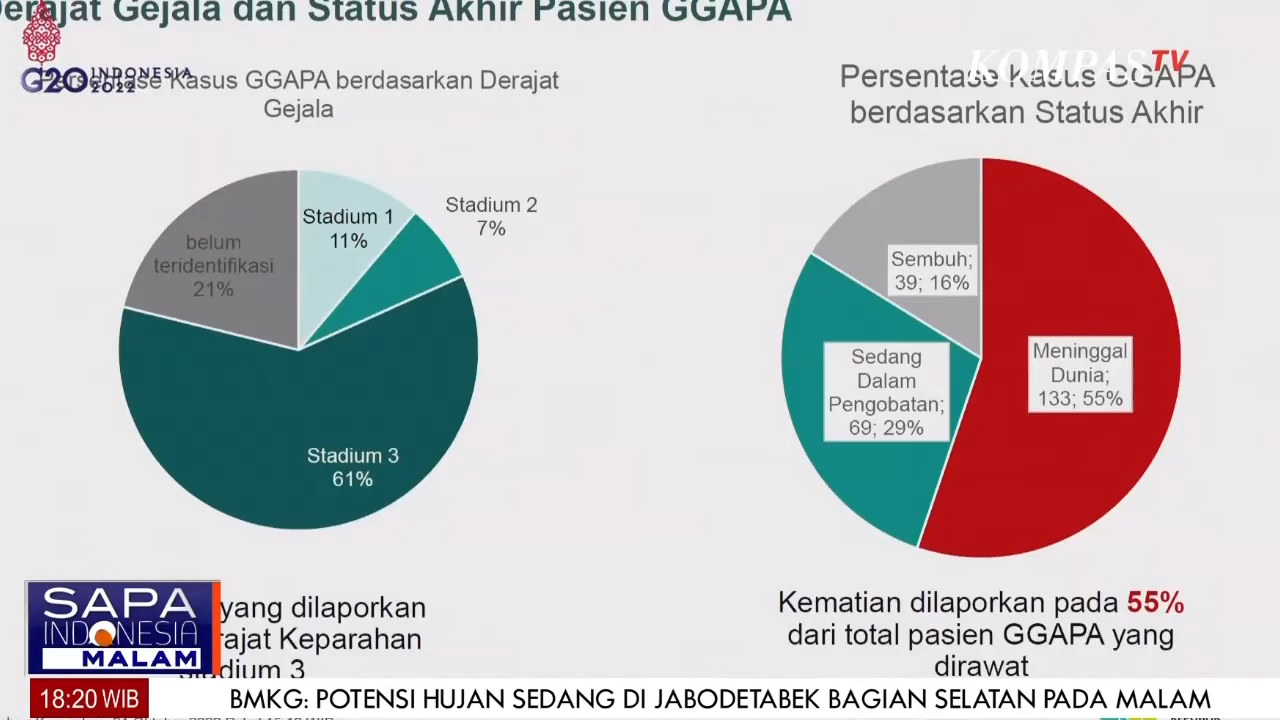 Derajat Gejala dan Status Akhir Pasien GGAPA
G20 INDONESIA
2022
KOMPAS TV
Persentase Kasus GGAPA berdasarkan Derajat
Gejala
Persentase Kasus GGAPA
berdasarkan Status Akhir
Stadium 1
11%
Stadium 2
7%
belum
teridentifikasi
21%
Stadium 3
61%
Sembuh;
39; 16%
Sedang
Dalam
Pengobatan;
69; 29%
Meninggal
Dunia;
133; 55%
yang dilaporkan
Keparahan
3
Kematian dilaporkan pada 55%
dari total pasien GGAPA yang
dirawat
SAPA
INDONESIA
MALAM
18:20 WIB
BMKG: POTENSI HUJAN SEDANG DI JABODETABEK BAGIAN SELATAN PADA MALAM